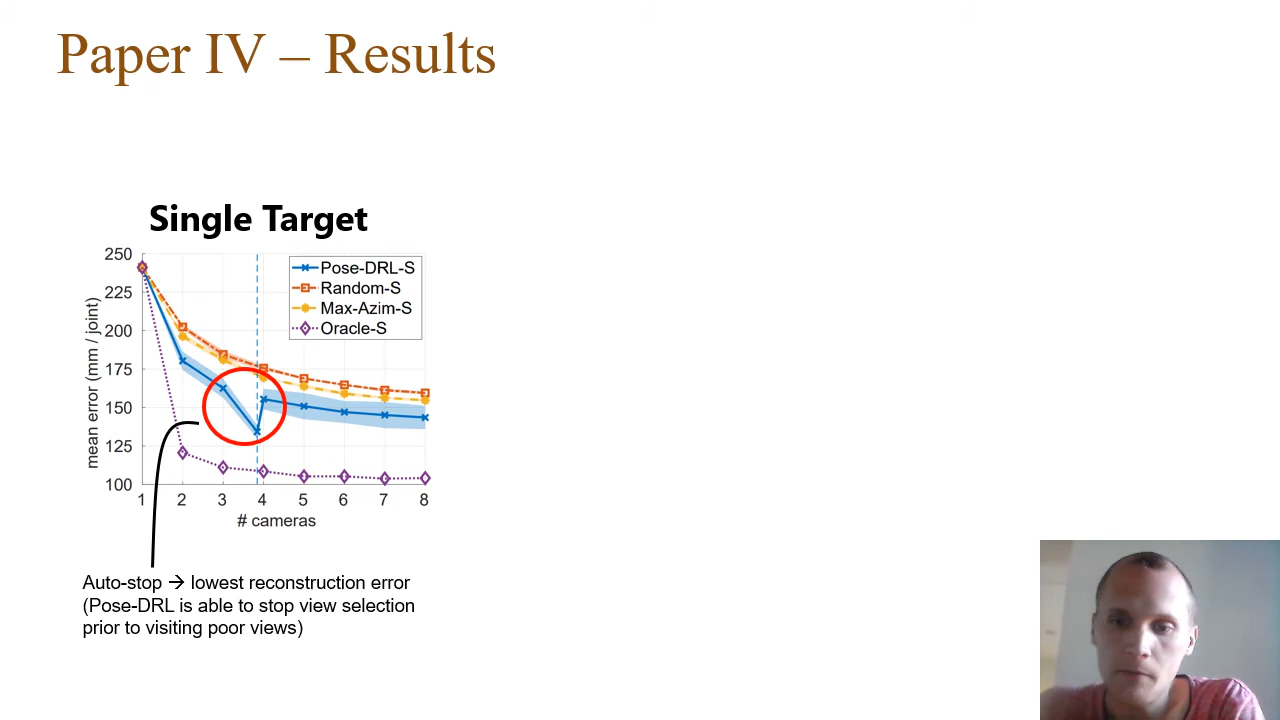 Paper IV – Results
Single Target
250
225
200
175
150
125
100
mean error (mm / joint)
Pose-DRL-S
Random-S
Max-Azim-S
Oracle-S
1 2 3 4 5 6 7 8
# cameras
Auto-stop → lowest reconstruction error
(Pose-DRL is able to stop view selection
prior to visiting poor views)